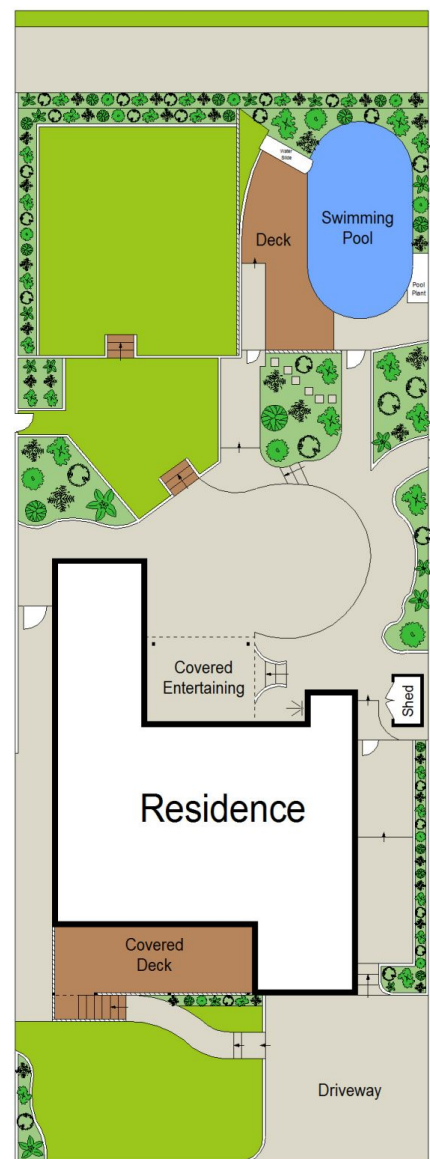 Water
Slide
Swimming
Pool
Deck
Pool
Plant
Covered
Entertaining
Shed
Residence
Covered
Deck
Driveway